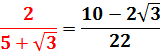 2/(5 + √3) = (10 − 2√3)/22